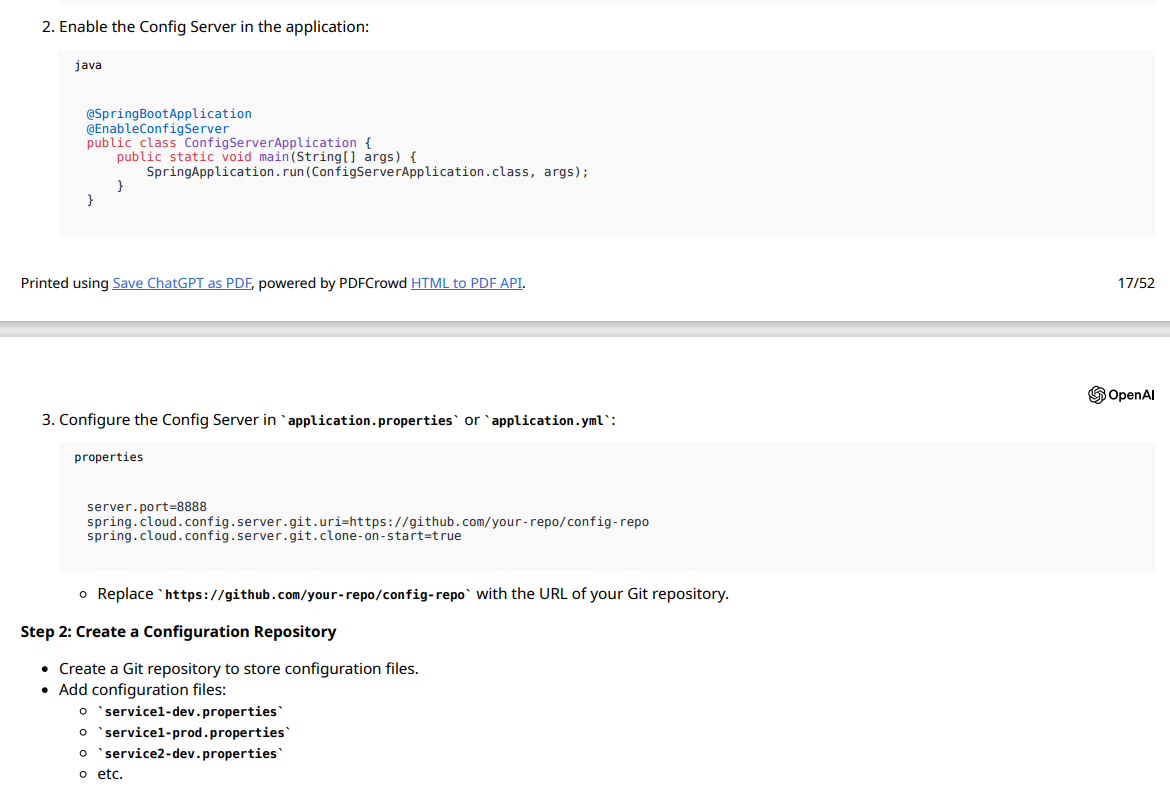 2. Enable the Config Server in the application:
java
@SpringBootApplication
@EnableConfigServer
public class ConfigServerApplication {
    public static void main(String[] args) {
        SpringApplication.run(ConfigServerApplication.class, args);
    }
}
Printed using Save ChatGPT as PDF, powered by PDFCrowd HTML to PDF API.
17/52
OpenAI
3. Configure the Config Server in `application.properties` or `application.yml`:
properties
server.port=8888
spring.cloud.config.server.git.uri=https://github.com/your-repo/config-repo
spring.cloud.config.server.git.clone-on-start=true
Replace `https://github.com/your-repo/config-repo` with the URL of your Git repository.
Step 2: Create a Configuration Repository
Create a Git repository to store configuration files.
Add configuration files:
`service1-dev.properties`
`service1-prod.properties`
`service2-dev.properties`
etc.